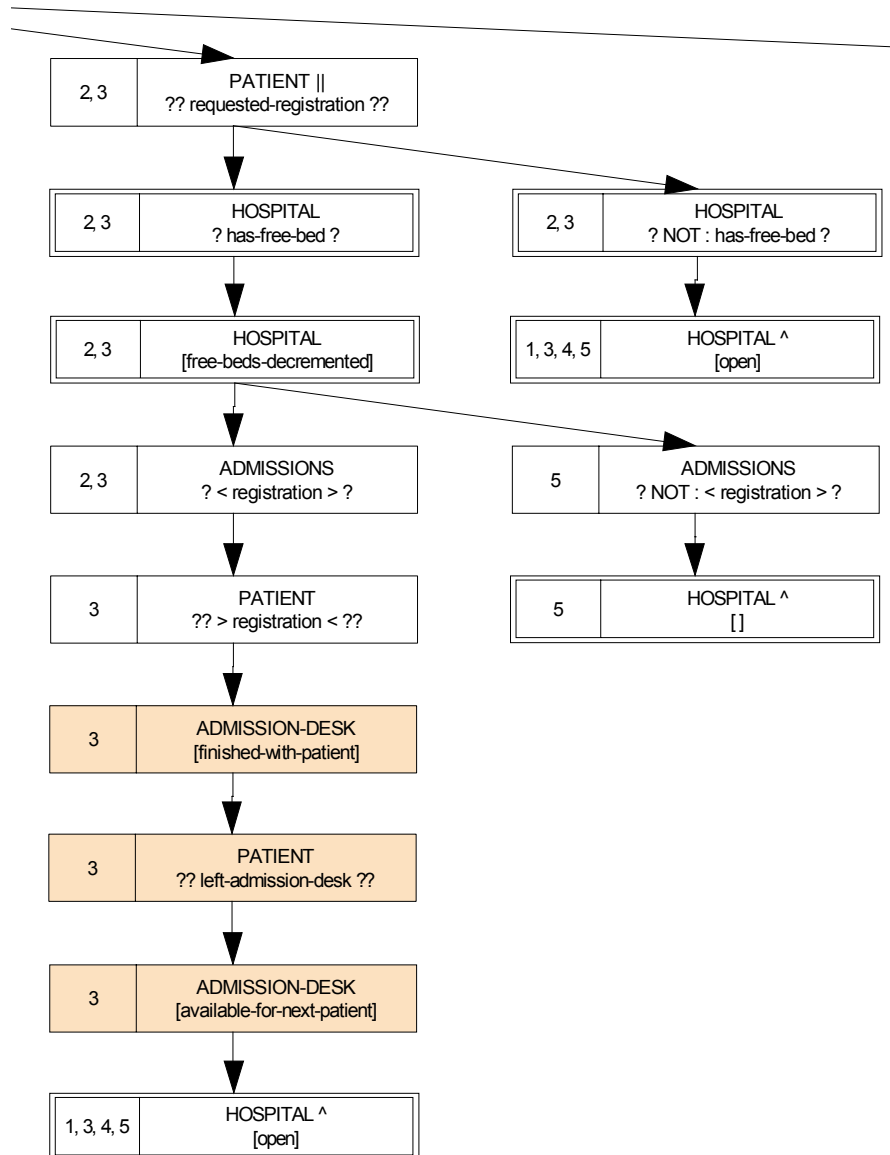 2, 3
PATIENT ||
?? requested-registration ??
2, 3
HOSPITAL
? has-free-bed ?
2, 3
HOSPITAL
? NOT : has-free-bed ?
2, 3
HOSPITAL
[free-beds-decremented]
1, 3, 4, 5
HOSPITAL ^
[open]
2, 3
ADMISSIONS
? < registration > ?
5
ADMISSIONS
? NOT : < registration > ?
3
PATIENT
?? > registration < ??
5
HOSPITAL ^
[ ]
3
ADMISSION-DESK
[finished-with-patient]
3
PATIENT
?? left-admission-desk ??
3
ADMISSION-DESK
[available-for-next-patient]
1, 3, 4, 5
HOSPITAL ^
[open]